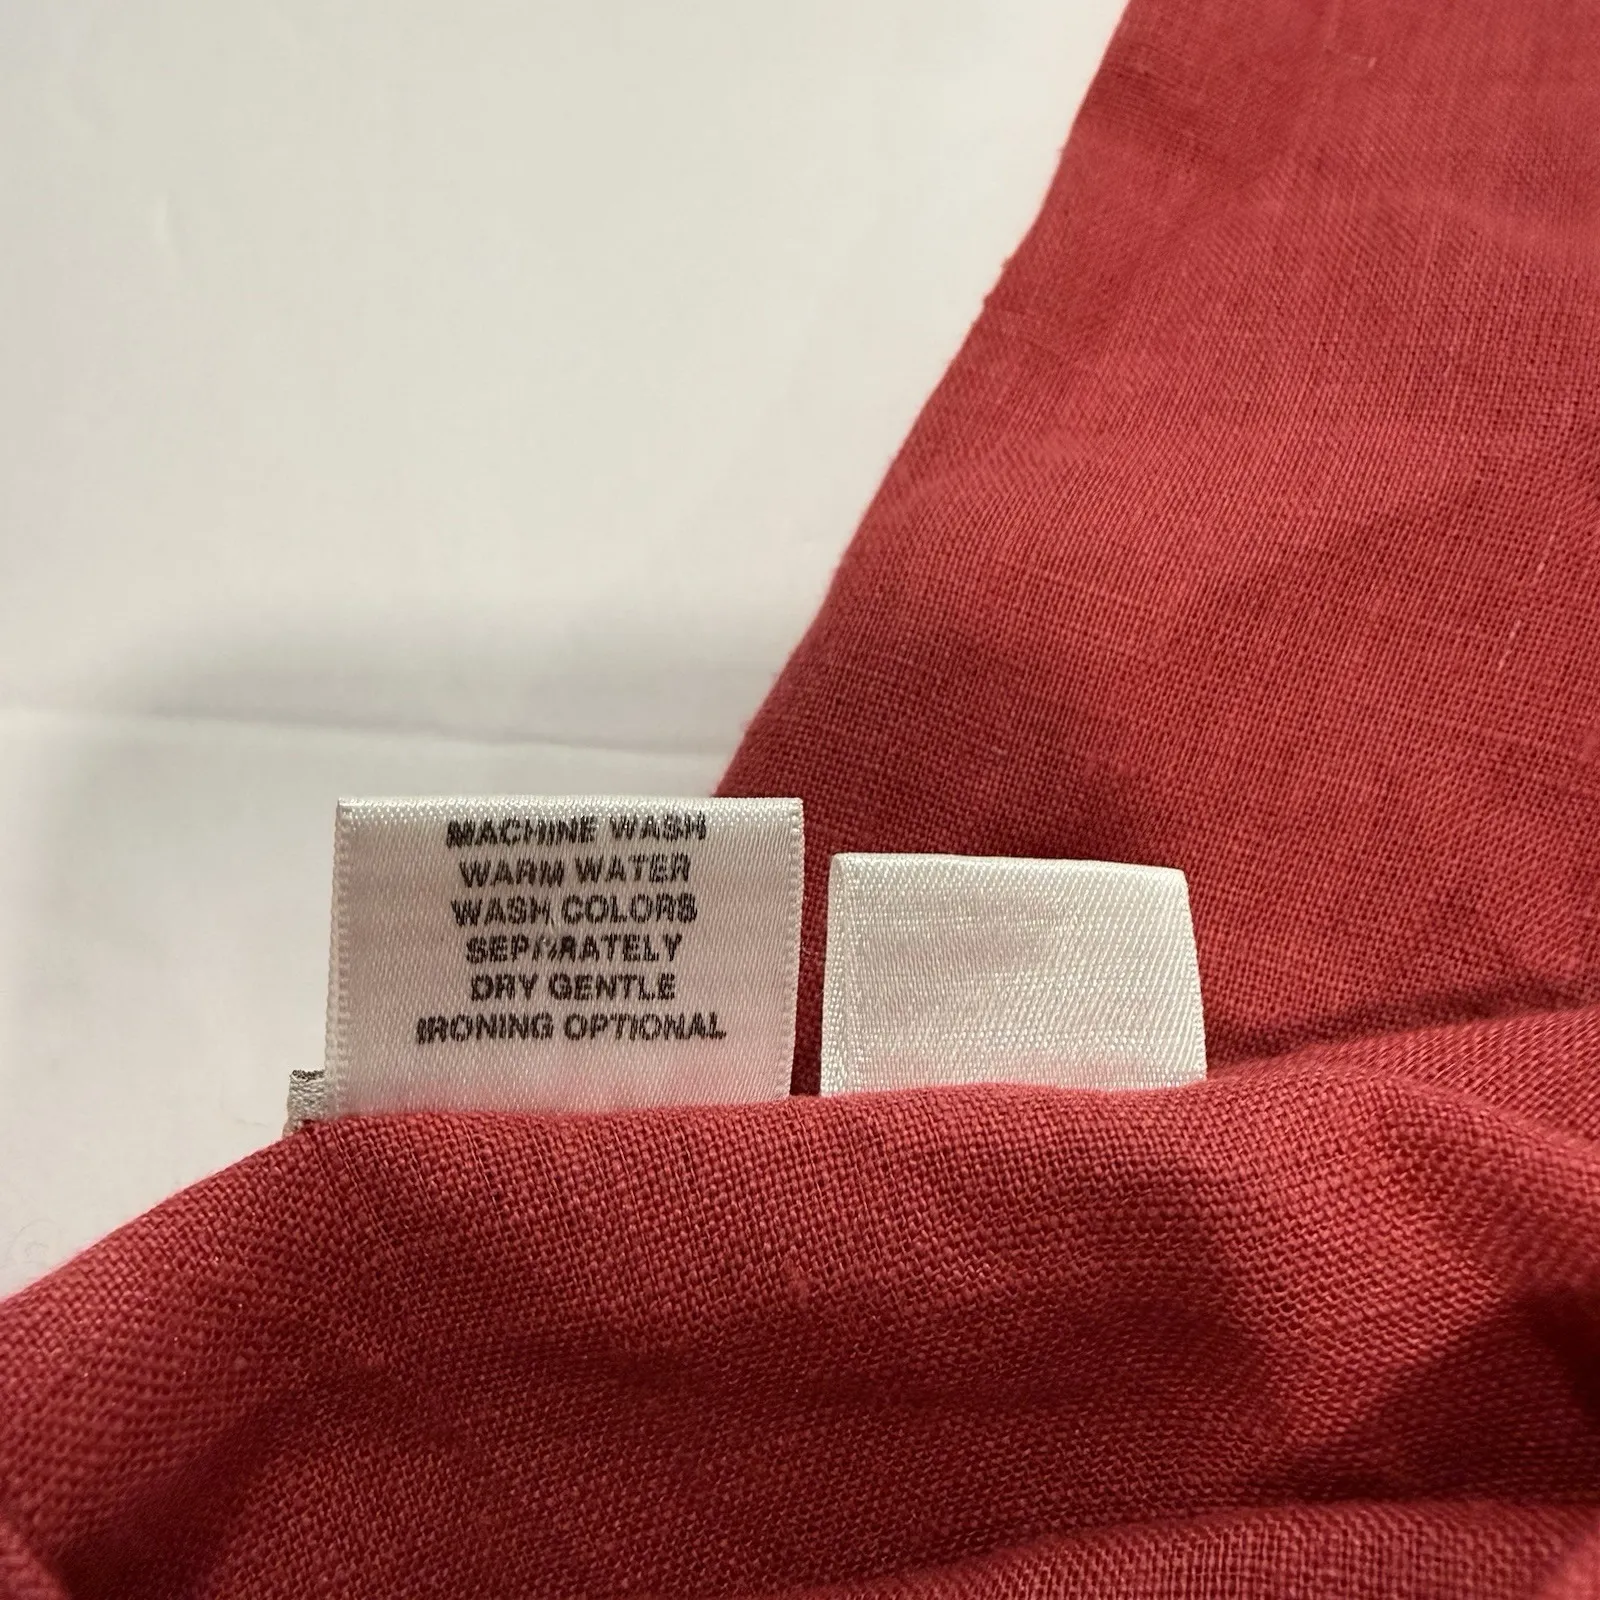 MACHINE WASH
WARM WATER
WASH COLORS
SEPARATELY
DRY GENTLE
IRONING OPTIONAL